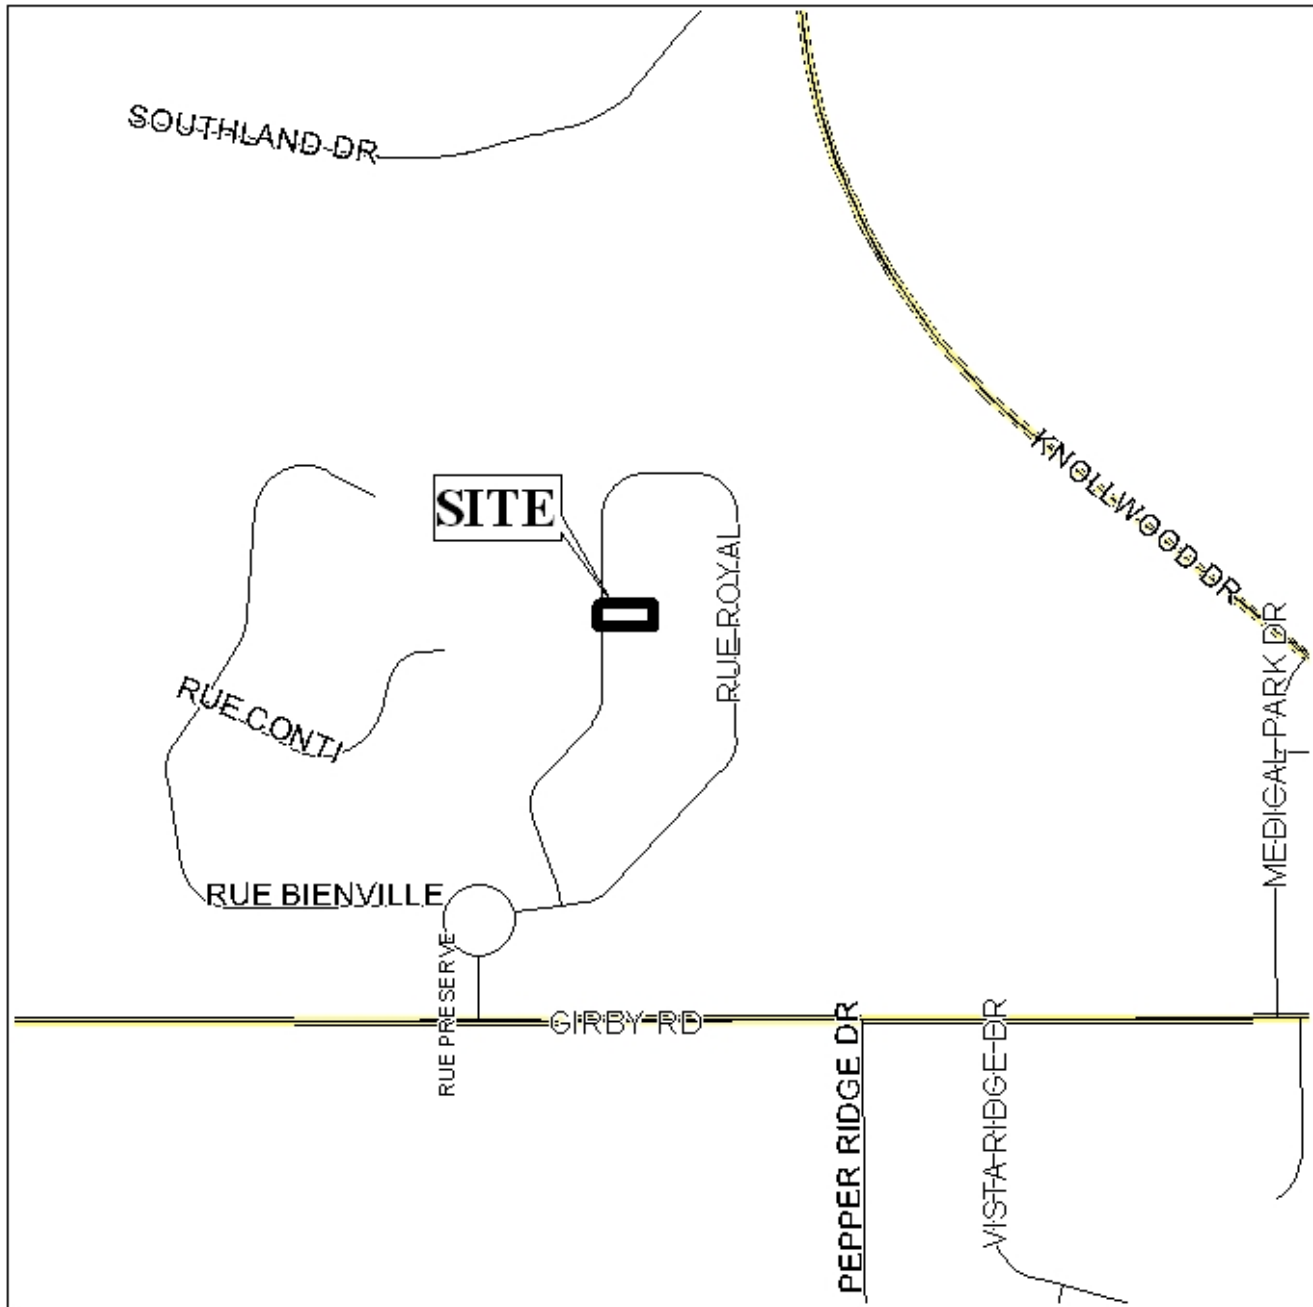 SOUTHLAND DR
KNOLLWOOD DR
SITE
RUE ROYAL
MEDICAL PARK DR
RUE CONTI
RUE BIENVILLE
RUE PRESERVE
GIRBY RD
PEPPER RIDGE DR
VISTA RIDGE DR